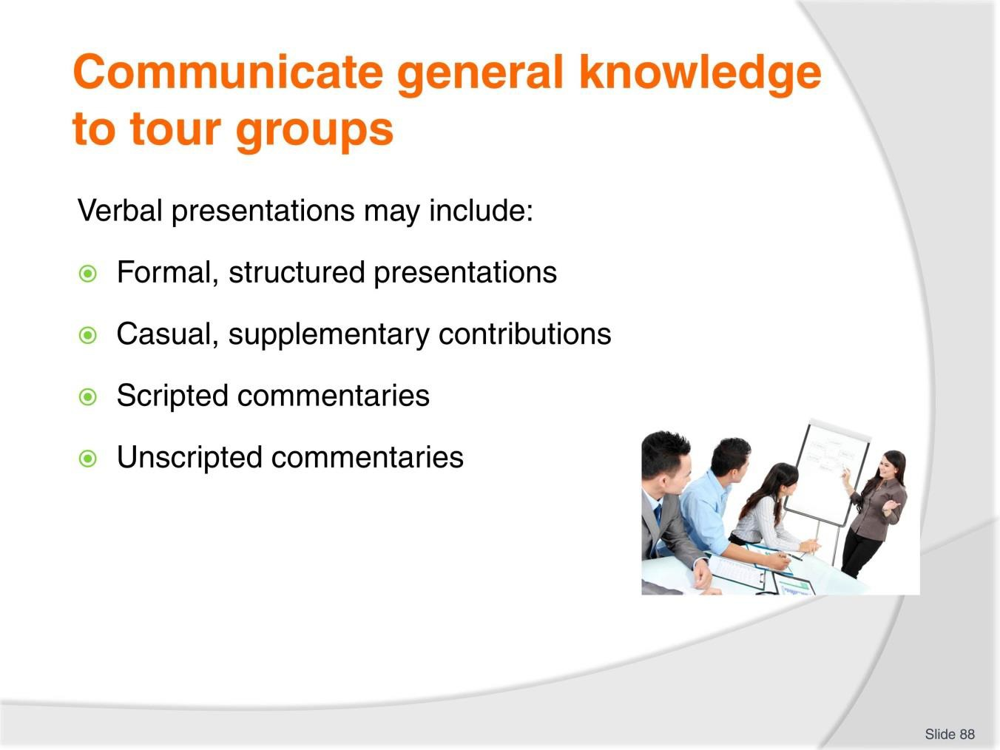 Communicate general knowledge
to tour groups
Verbal presentations may include:
Formal, structured presentations
Casual, supplementary contributions
Scripted commentaries
Unscripted commentaries
Slide 88